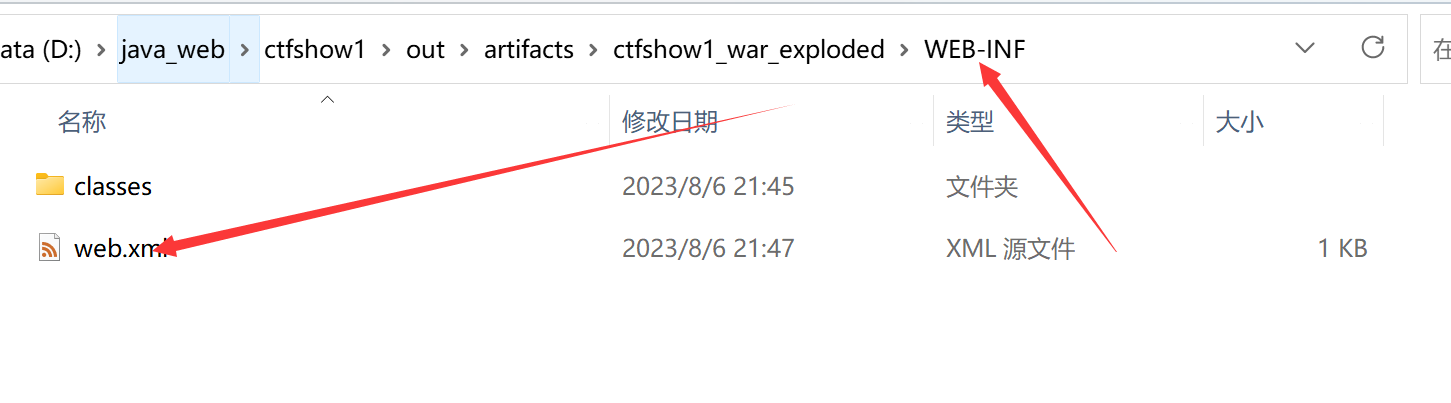 ata (D:) > java_web > ctfshow1 > out > artifacts > ctfshow1_war_exploded > WEB-INF 在
名称 修改日期 类型 大小
classes 2023/8/6 21:45 文件夹
web.xml 2023/8/6 21:47 XML 源文件 1 KB